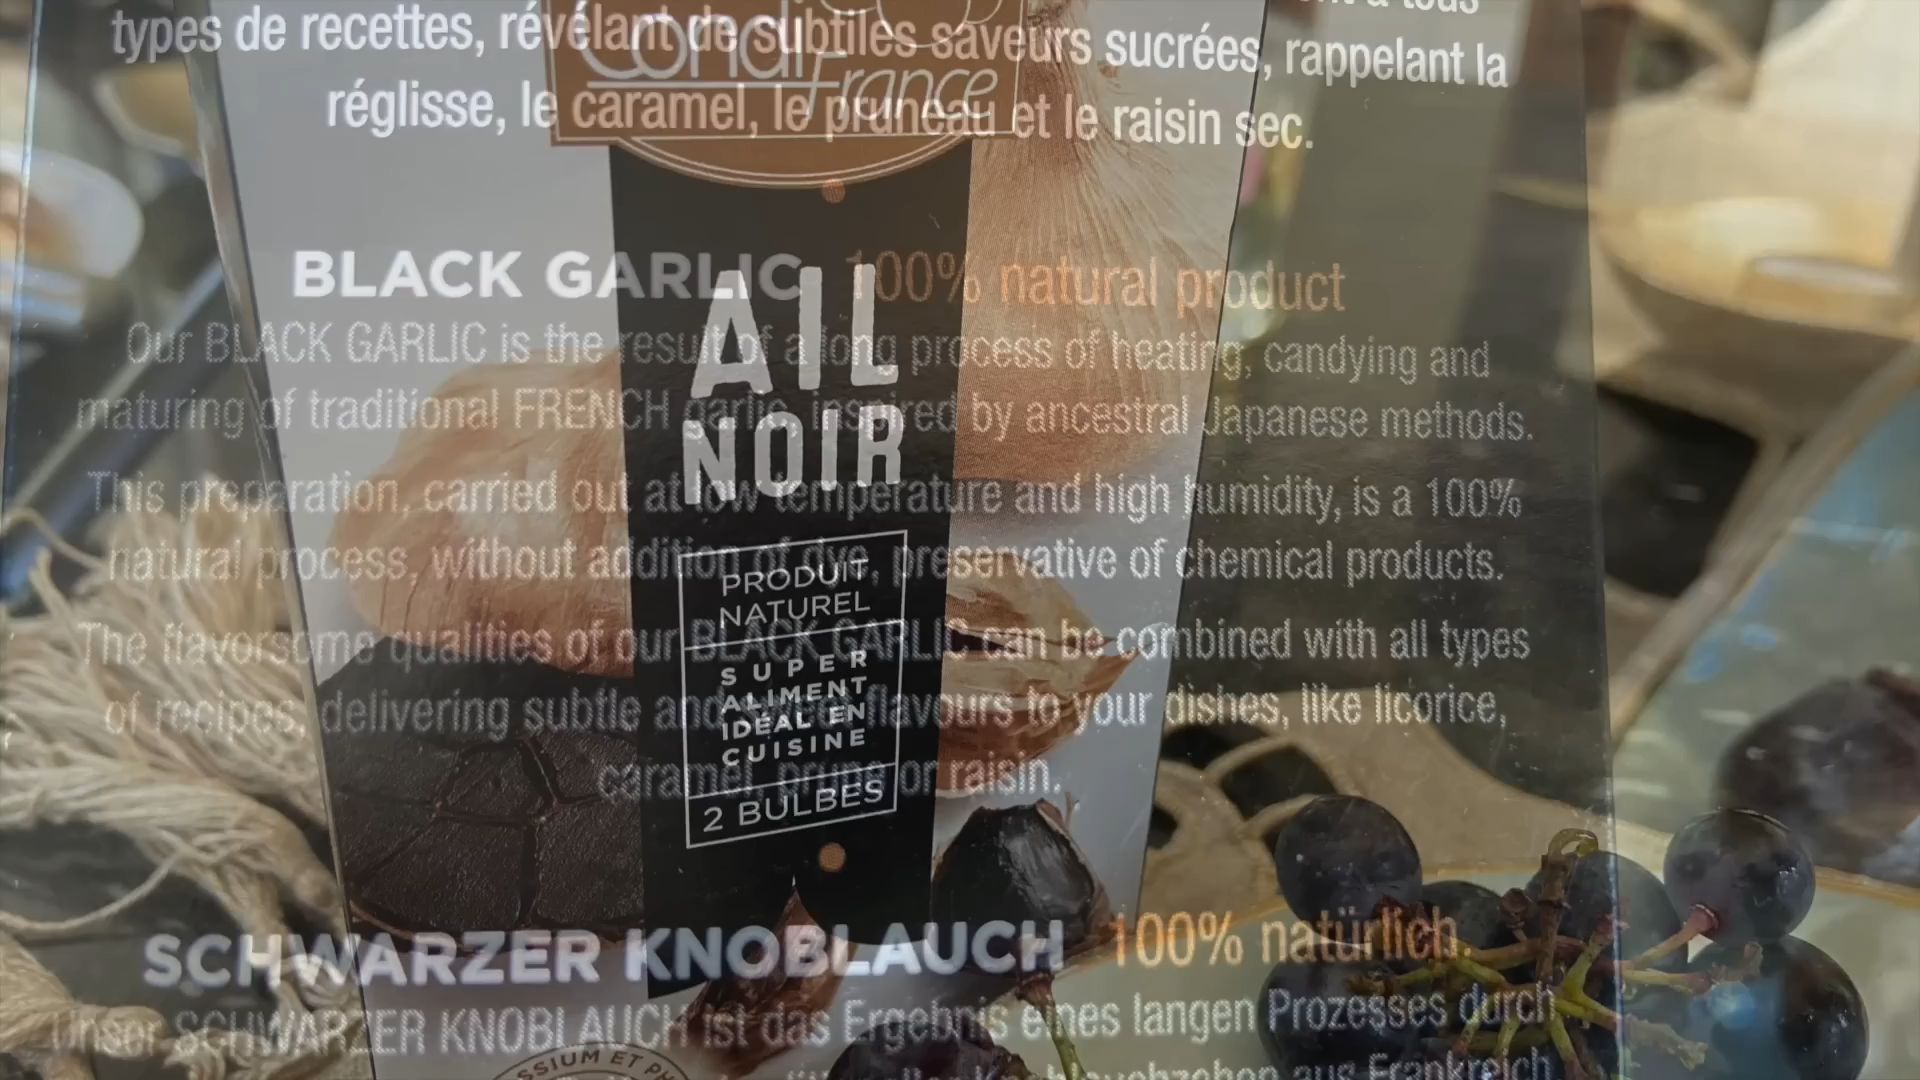 types de recettes, révélant de subtiles saveurs sucrées, rappelant la
réglisse, le caramel, le pruneau et le raisin sec.
Condi
France
BLACK GARLIC 100% natural product
Our BLACK GARLIC is the result of a long process of heating, candying and
maturing of traditional FRENCH garlic, inspired by ancestral Japanese methods.
This preparation, carried out at low temperature and high humidity, is a 100%
natural process, without addition of dye, preservative of chemical products.
The flavorsome qualities of our BLACK GARLIC can be combined with all types
of recipes, delivering subtle and flavours to your dishes, like licorice,
caramel, prune or raisin.
AIL
NOIR
PRODUIT
NATUREL
SUPER
ALIMENT
IDÉAL EN
CUISINE
2 BULBES
SCHWARZER KNOBLAUCH 100% natürlich.
Unser SCHWARZER KNOBLAUCH ist das Ergebnis eines langen Prozesses durch
aus Frankreich